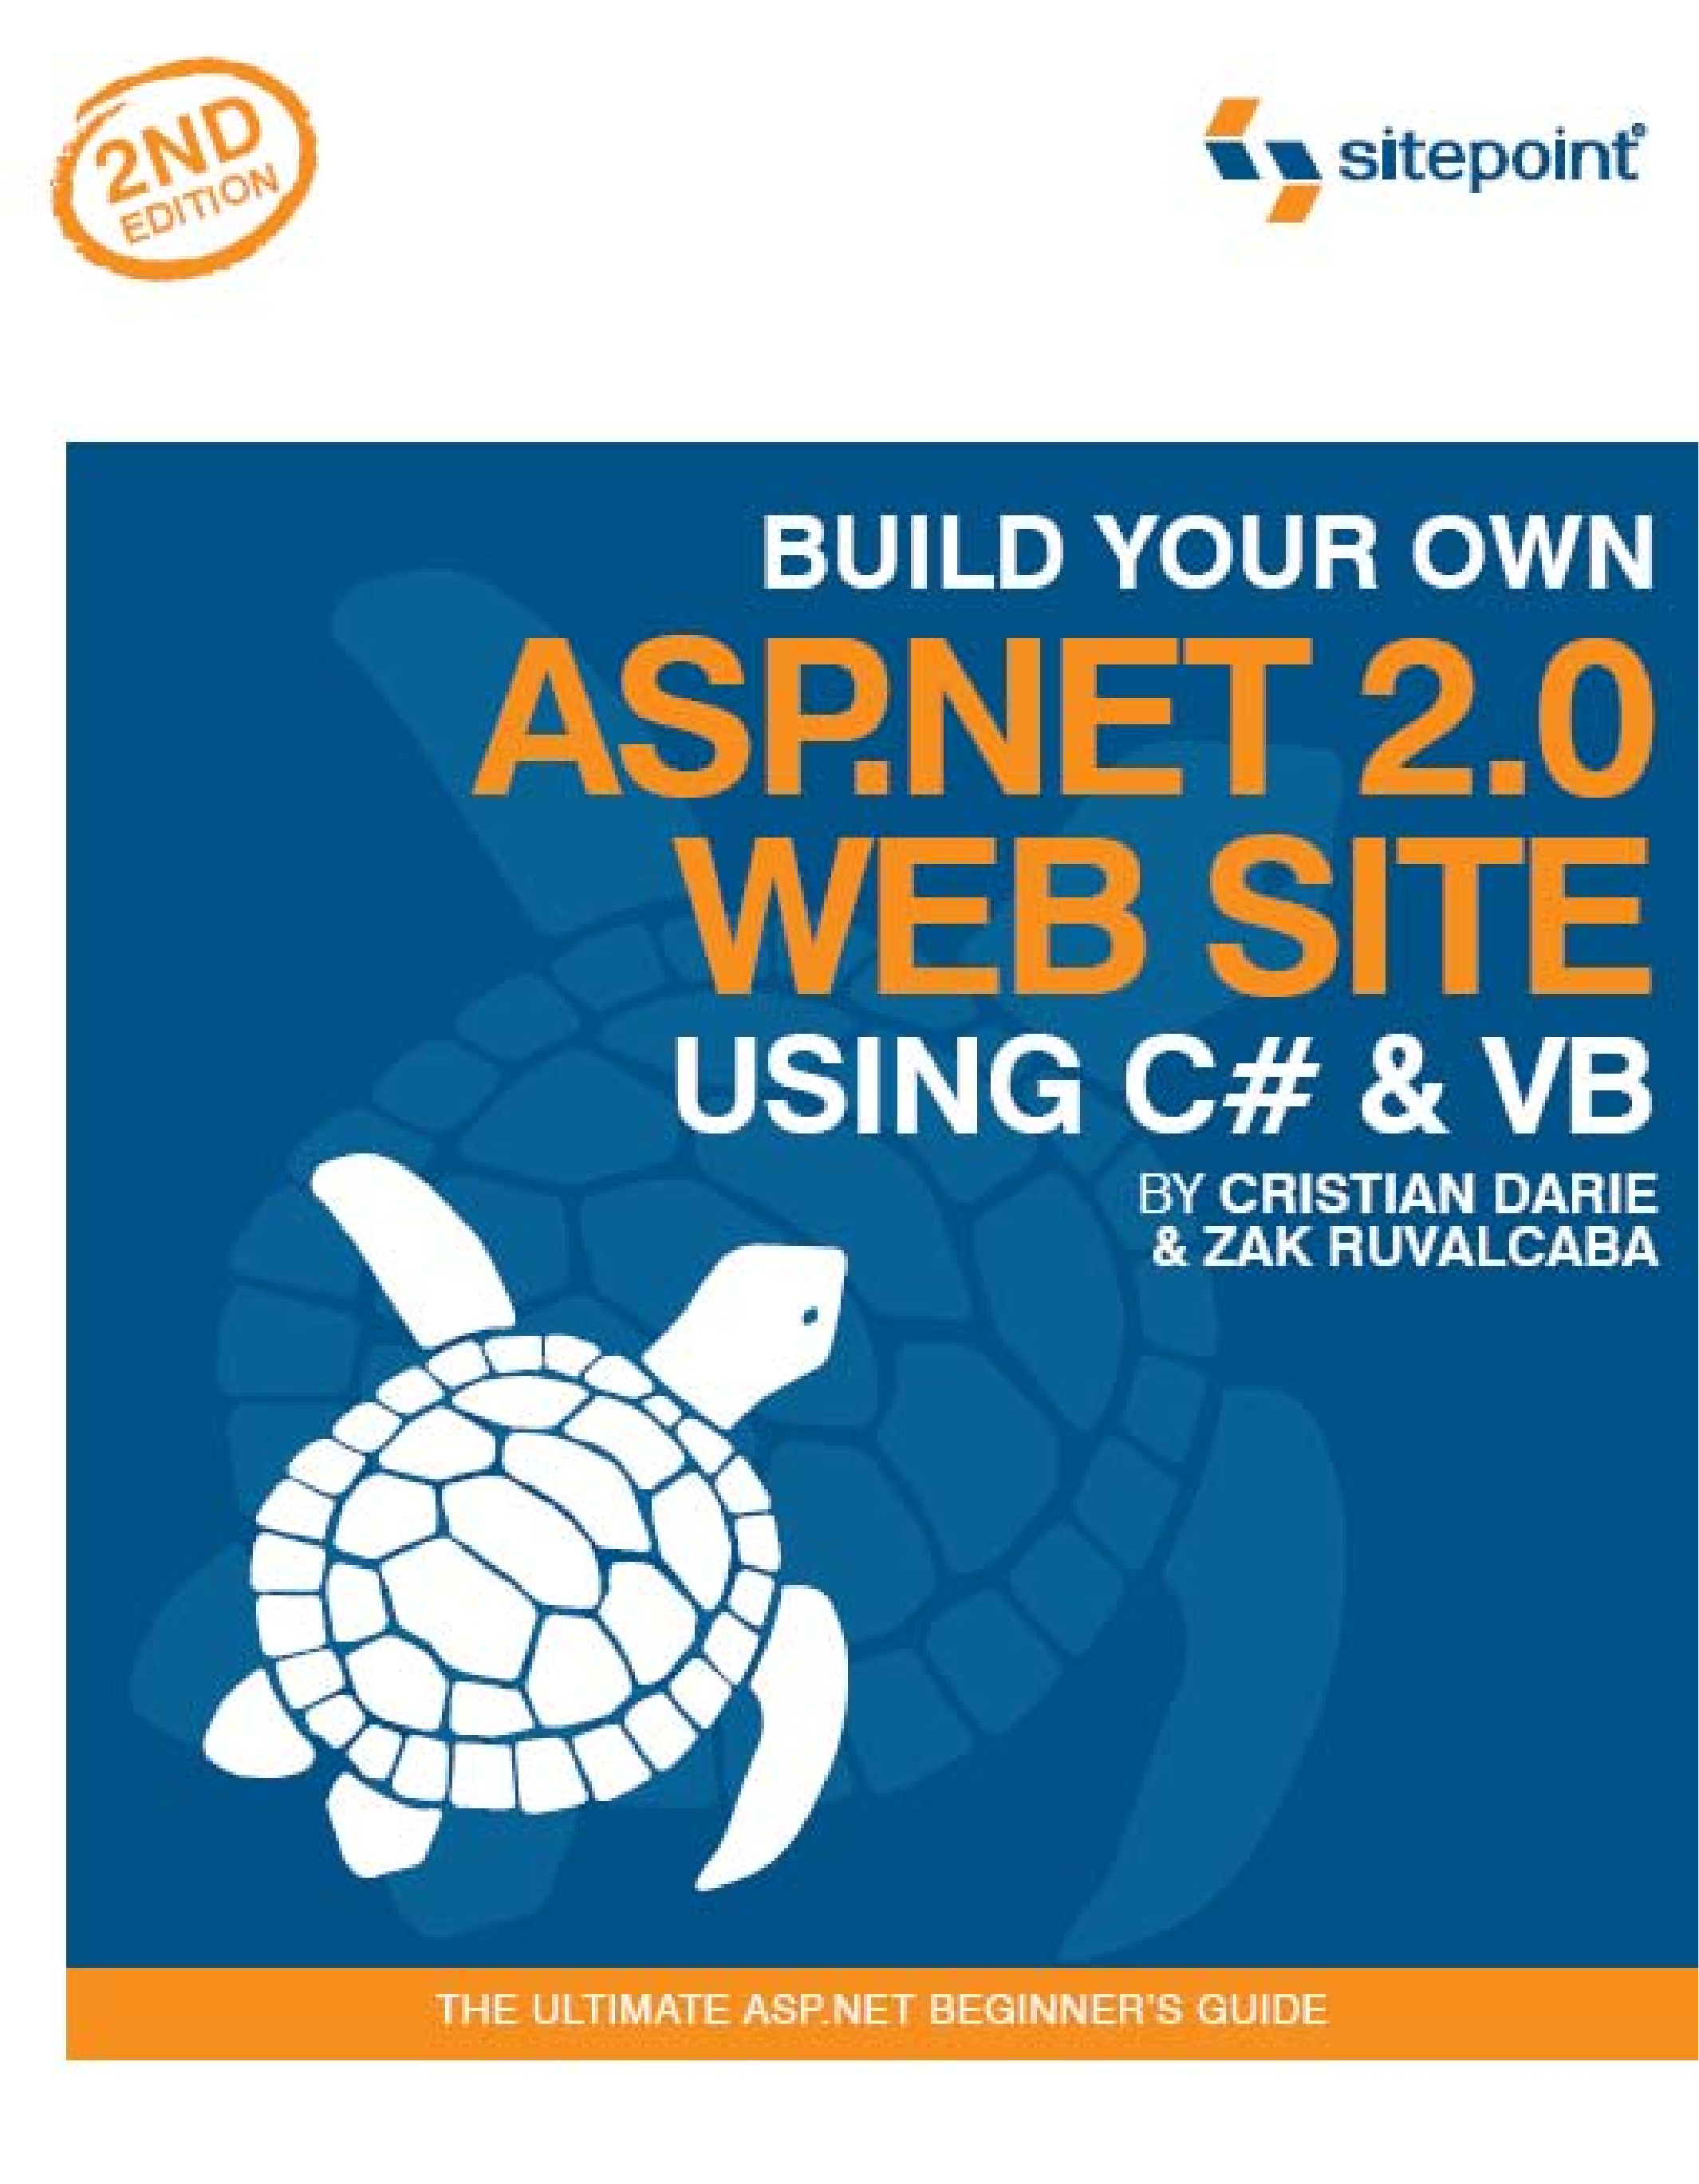 2ND
EDITION
sitepoint®
BUILD YOUR OWN
ASP.NET 2.0
WEB SITE
USING C# & VB
BY CRISTIAN DARIE
& ZAK RUVALCABA
THE ULTIMATE ASP.NET BEGINNER'S GUIDE